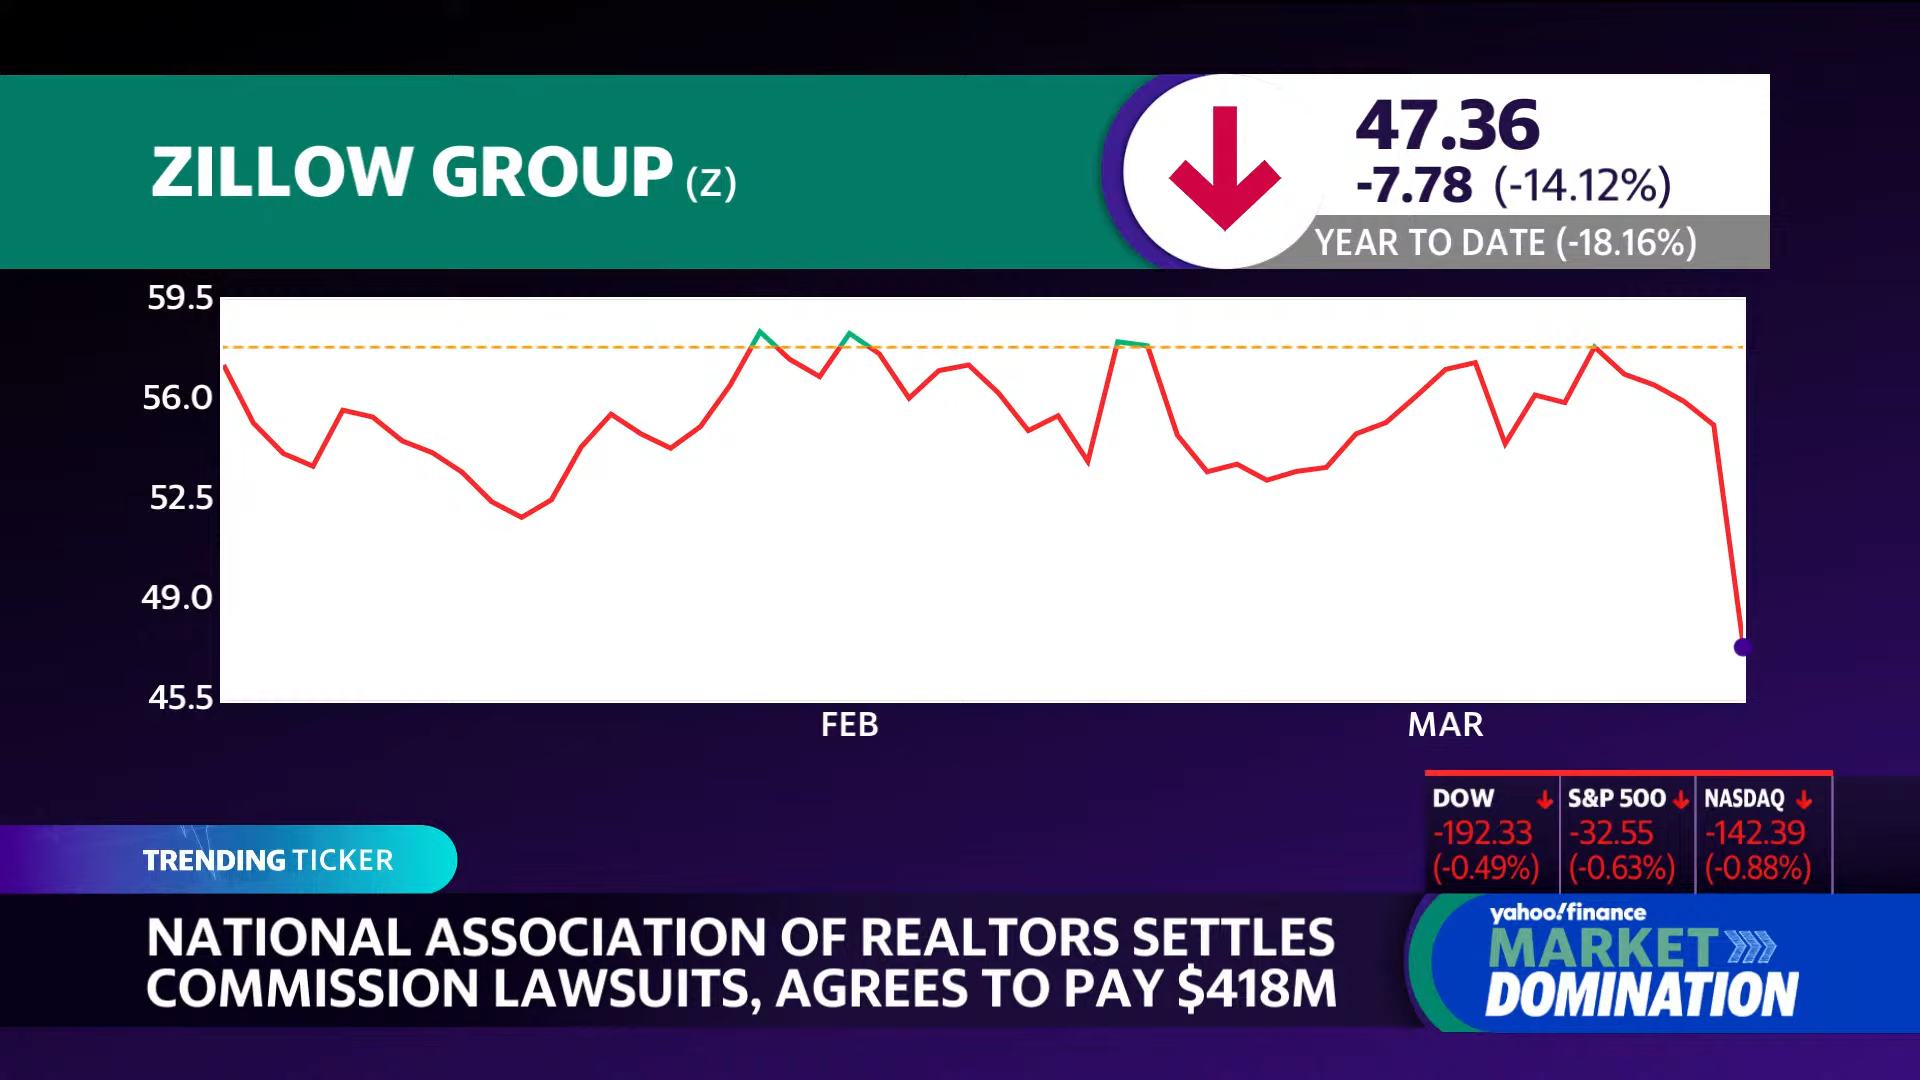 ZILLOW GROUP (Z)
47.36
-7.78 (-14.12%)
YEAR TO DATE (-18.16%)
59.5
56.0
52.5
49.0
45.5
FEB MAR
DOW S&P 500 NASDAQ
-192.33 -32.55 -142.39
(-0.49%) (-0.63%) (-0.88%)
TRENDING TICKER
NATIONAL ASSOCIATION OF REALTORS SETTLES
COMMISSION LAWSUITS, AGREES TO PAY $418M
yahoo!finance
MARKET
DOMINATION